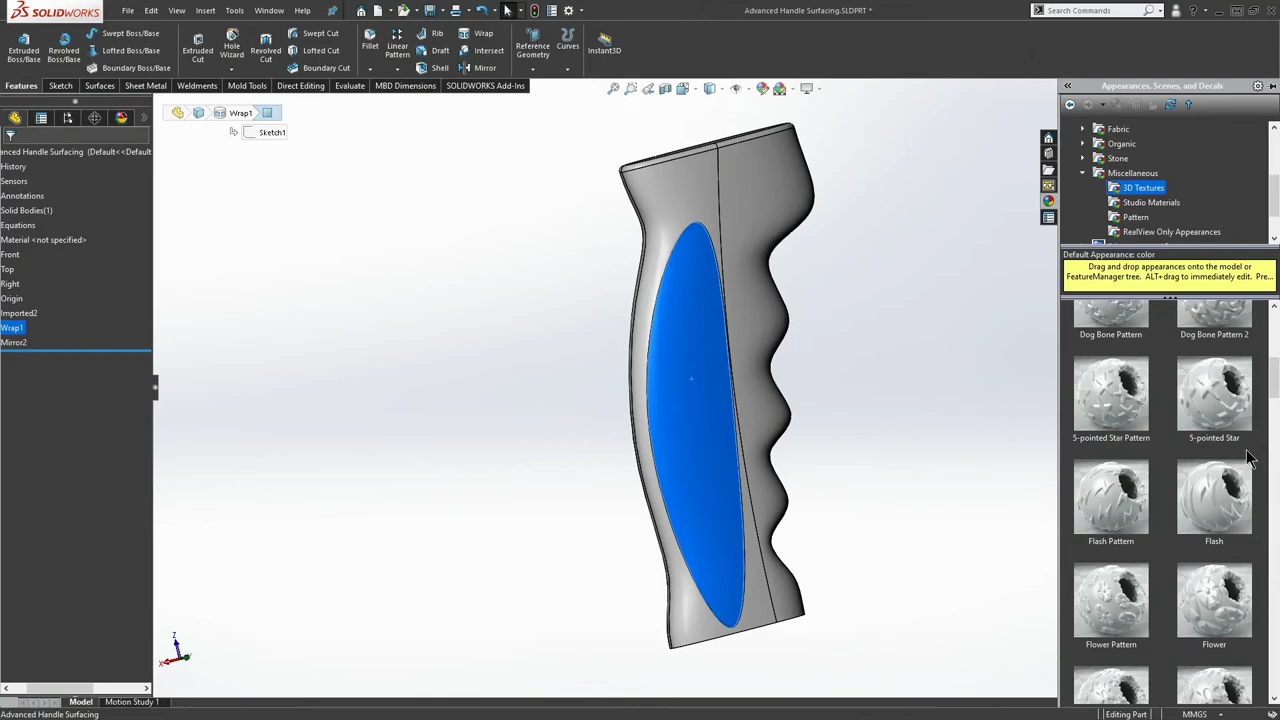 SOLIDWORKS
File Edit View Insert Tools Window
Advanced Handle Surfacing.SLDPRT *
Search Commands
Extruded Boss/Base
Revolved Boss/Base
Swept Boss/Base
Lofted Boss/Base
Boundary Boss/Base
Extruded Cut
Hole Wizard
Revolved Cut
Swept Cut
Lofted Cut
Boundary Cut
Fillet
Linear Pattern
Rib
Draft
Shell
Wrap
Intersect
Mirror
Reference Geometry
Curves
Instant3D
Features Sketch Surfaces Sheet Metal Weldments Mold Tools Direct Editing Evaluate MBD Dimensions SOLIDWORKS Add-Ins
Appearances, Scenes, and Decals
Wrap1
Sketch1
anced Handle Surfacing (Default<<Default
History
Sensors
Annotations
Solid Bodies(1)
Equations
Material <not specified>
Front
Top
Right
Origin
Imported2
Wrap1
Mirror2
Fabric
Organic
Stone
Miscellaneous
3D Textures
Studio Materials
Pattern
RealView Only Appearances
Default Appearance: color
Drag and drop appearances onto the model or
FeatureManager tree. ALT+drag to immediately edit. Pre...
Dog Bone Pattern Dog Bone Pattern 2
5-pointed Star Pattern 5-pointed Star
Flash Pattern Flash
Flower Pattern Flower
Z
X
Model Motion Study 1
Advanced Handle Surfacing
Editing Part MMGS